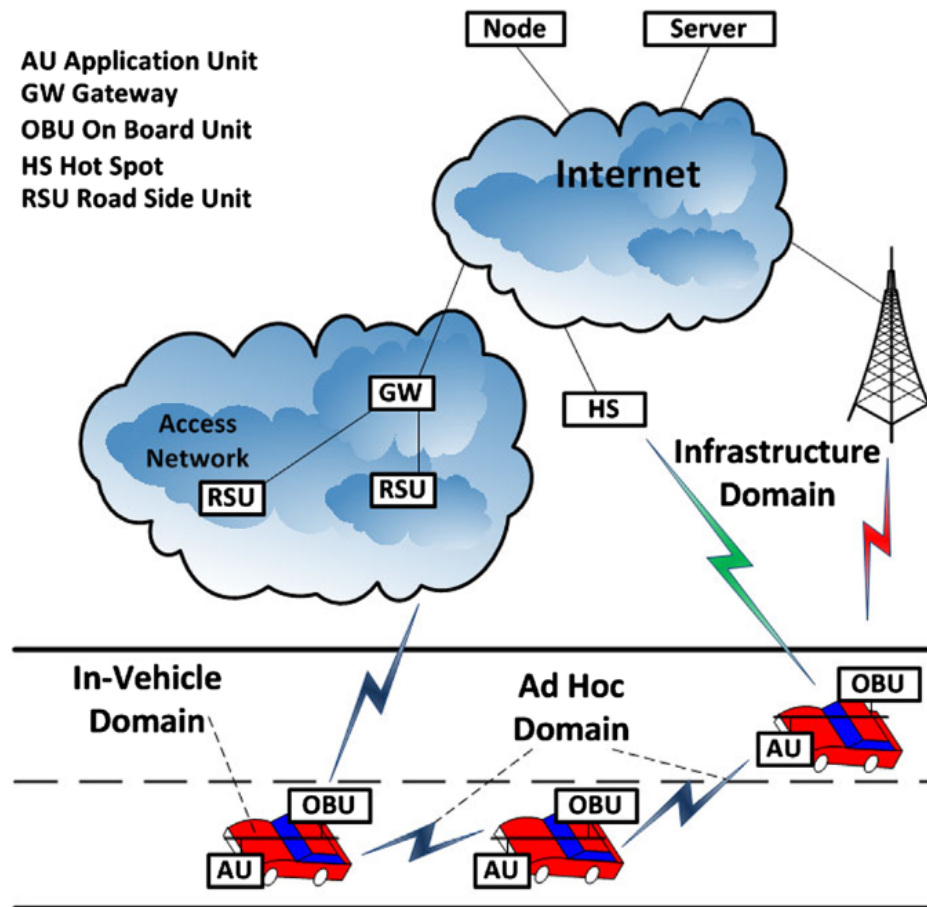 Node
Server
AU Application Unit
GW Gateway
OBU On Board Unit
HS Hot Spot
RSU Road Side Unit
Internet
GW
HS
Access
Network
RSU
RSU
Infrastructure
Domain
In-Vehicle
Domain
Ad Hoc
Domain
OBU
AU
OBU
AU
OBU
AU